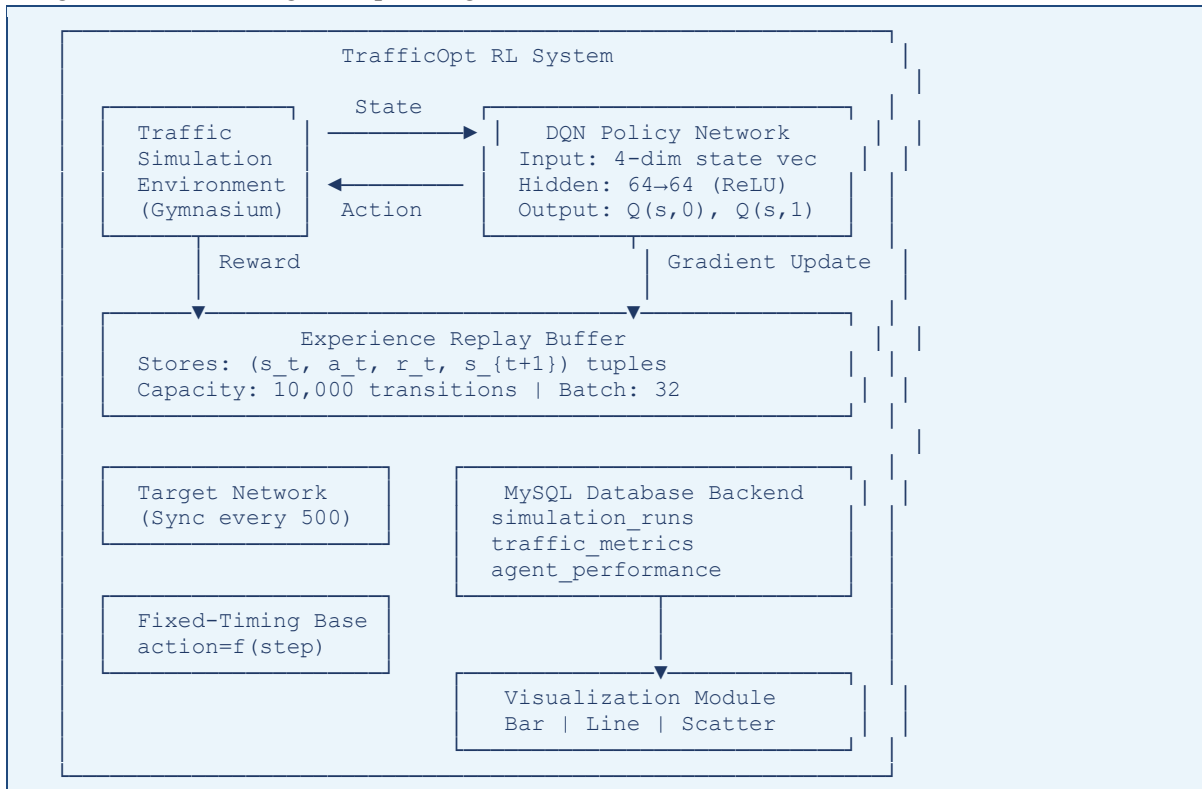 TrafficOpt RL System
State
Traffic
Simulation
Environment
(Gymnasium)
Action
DQN Policy Network
Input: 4-dim state vec
Hidden: 64→64 (ReLU)
Output: Q(s,0), Q(s,1)
Reward
Gradient Update
Experience Replay Buffer
Stores: (s_t, a_t, r_t, s_{t+1}) tuples
Capacity: 10,000 transitions | Batch: 32
Target Network
(Sync every 500)
MySQL Database Backend
simulation_runs
traffic_metrics
agent_performance
Fixed-Timing Base
action=f(step)
Visualization Module
Bar | Line | Scatter